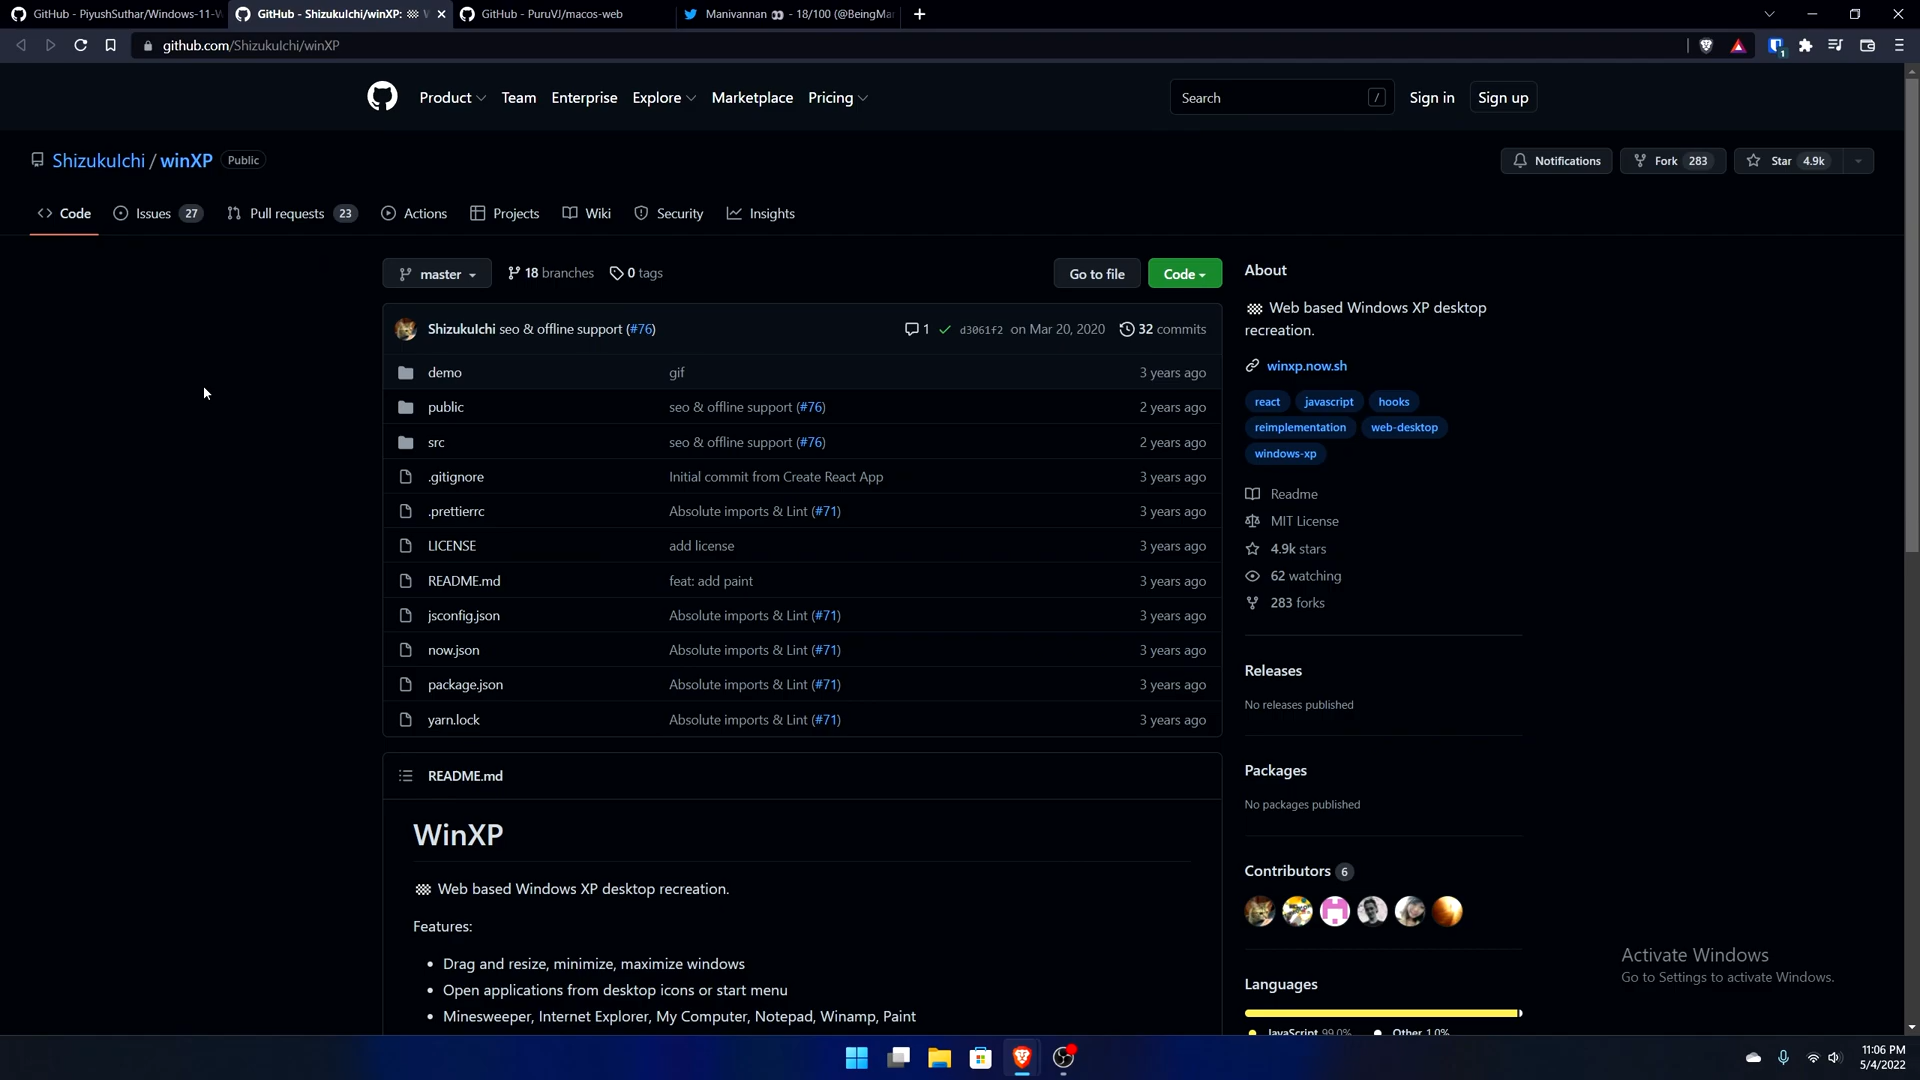 GitHub - PiyushSuthar/Windows-11-W
GitHub - ShizukuIchi/winXP:
GitHub - PuruVJ/macos-web
Manivannan - 18/100 (@BeingMa
github.com/ShizukuIchi/winXP
1
Product
Team
Enterprise
Explore
Marketplace
Pricing
Search
/
Sign in
Sign up
ShizukuIchi / winXP
Public
Notifications
Fork 283
Star 4.9k
Code
Issues 27
Pull requests 23
Actions
Projects
Wiki
Security
Insights
master
18 branches
0 tags
Go to file
Code
ShizukuIchi seo & offline support (#76)
1
d3061f2 on Mar 20, 2020
32 commits
demo gif 3 years ago
public seo & offline support (#76) 2 years ago
src seo & offline support (#76) 2 years ago
.gitignore Initial commit from Create React App 3 years ago
.prettierrc Absolute imports & Lint (#71) 3 years ago
LICENSE add license 3 years ago
README.md feat: add paint 3 years ago
jsconfig.json Absolute imports & Lint (#71) 3 years ago
now.json Absolute imports & Lint (#71) 3 years ago
package.json Absolute imports & Lint (#71) 3 years ago
yarn.lock Absolute imports & Lint (#71) 3 years ago
README.md
WinXP
Web based Windows XP desktop recreation.
Features:
• Drag and resize, minimize, maximize windows
• Open applications from desktop icons or start menu
• Minesweeper, Internet Explorer, My Computer, Notepad, Winamp, Paint
About
Web based Windows XP desktop
recreation.
winxp.now.sh
react javascript hooks
reimplementation web-desktop
windows-xp
Readme
MIT License
4.9k stars
62 watching
283 forks
Releases
No releases published
Packages
No packages published
Contributors 6
Languages
JavaScript 99.0% Other 1.0%
Activate Windows
Go to Settings to activate Windows.
11:06 PM
5/4/2022